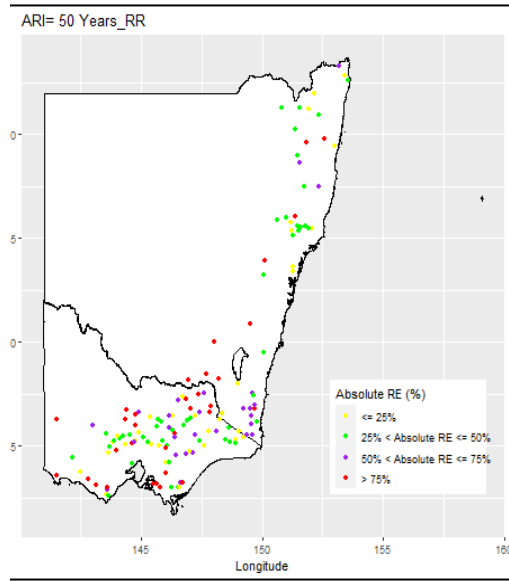 ARI= 50 Years_RR
0
5
0
5
Absolute RE (%)
<= 25%
25% < Absolute RE <= 50%
50% < Absolute RE <= 75%
> 75%
145 150 155 160
Longitude